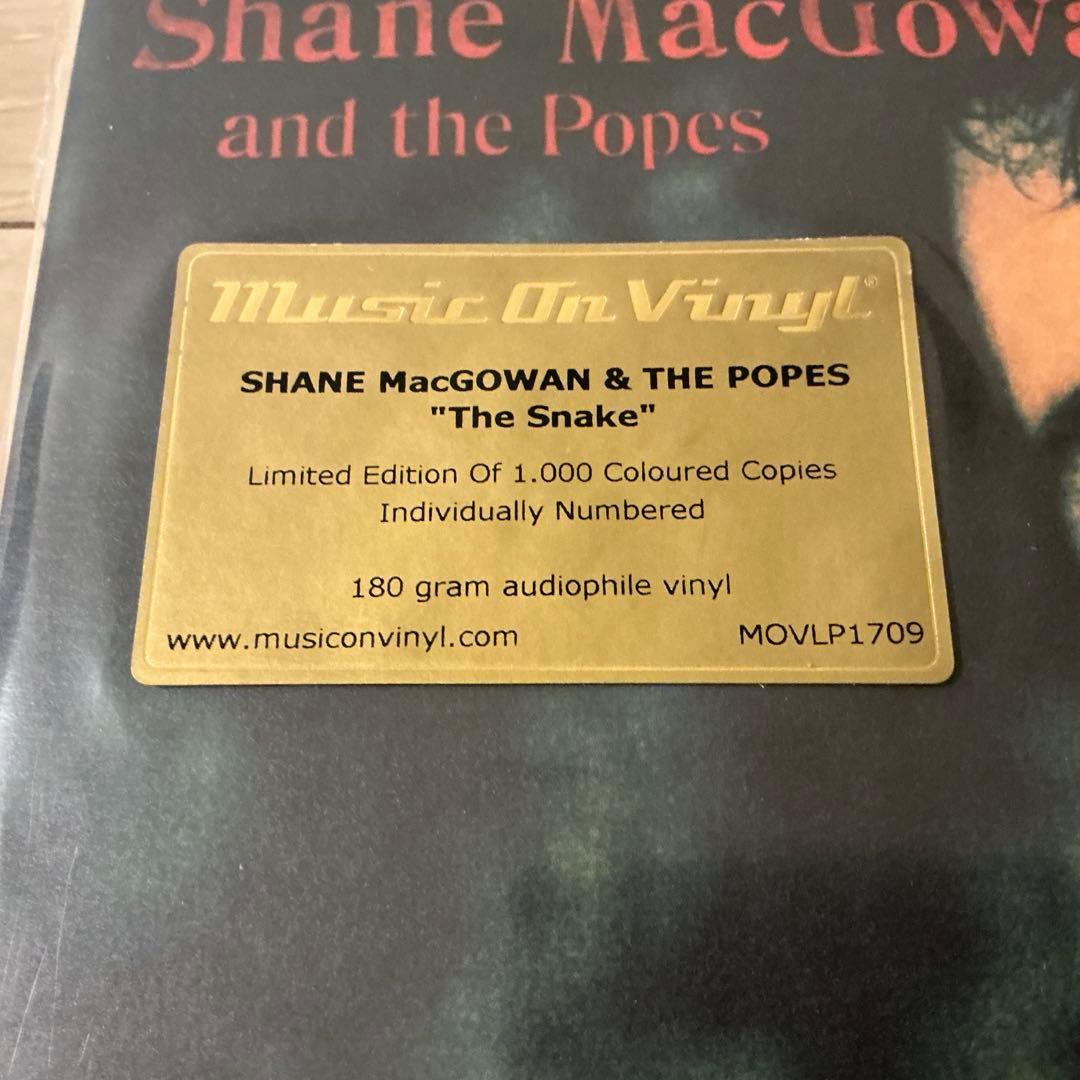 Shane MacGowa
and the Popes
Music On Vinyl®
SHANE MacGOWAN & THE POPES
"The Snake"
Limited Edition Of 1.000 Coloured Copies
Individually Numbered
180 gram audiophile vinyl
www.musiconvinyl.com MOVLP1709